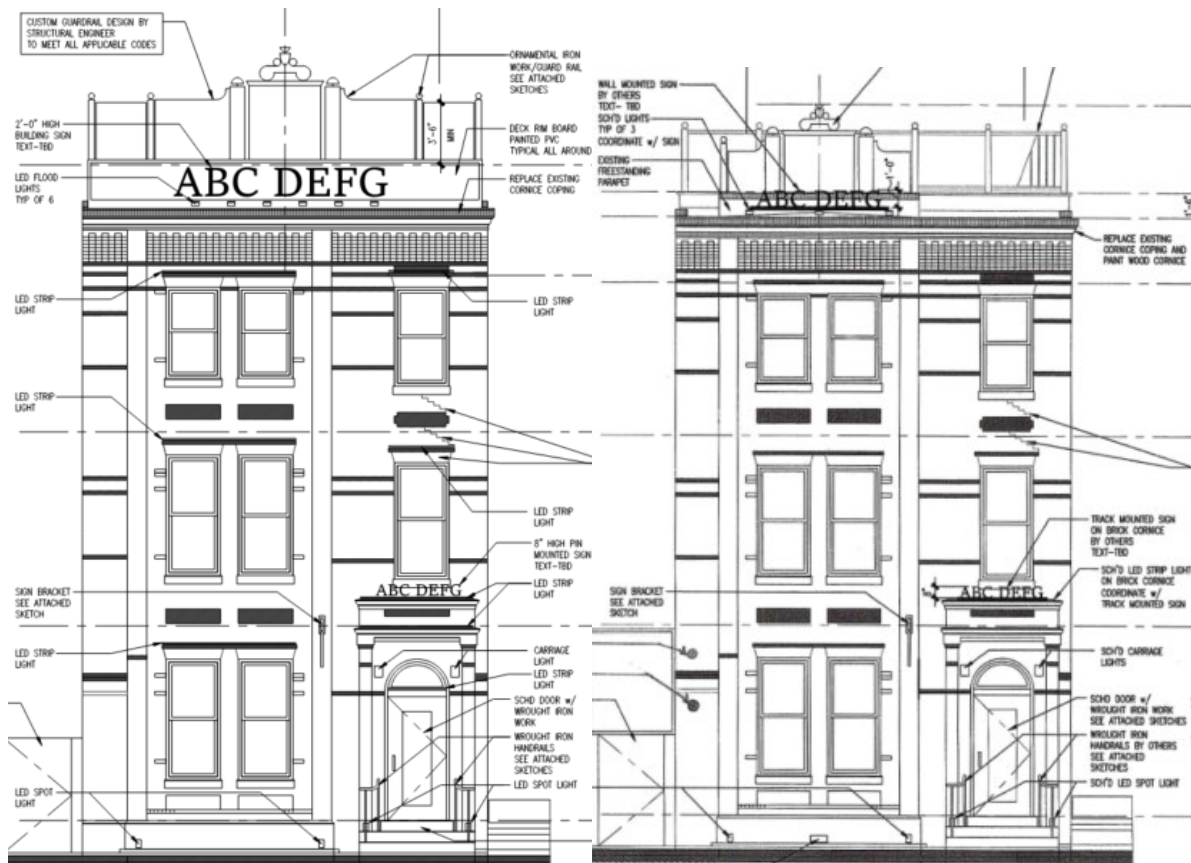 CUSTOM GUARDRAIL DESIGN BY
STRUCTURAL ENGINEER
TO MEET ALL APPLICABLE CODES
ORNAMENTAL IRON
WORK/GUARD RAIL
SEE ATTACHED
SKETCHES
2'-0" HIGH
BUILDING SIGN
TEXT-TBD
3'-6"
MIN
DECK RIM BOARD
PAINTED PVC
TYPICAL ALL AROUND
LED FLOOD
LIGHTS
TYP OF 6
ABC DEFG
REPLACE EXISTING
CORNICE COPING
LED STRIP
LIGHT
LED STRIP
LIGHT
LED STRIP
LIGHT
LED STRIP
LIGHT
8" HIGH PIN
MOUNTED SIGN
TEXT-TBD
ABC DEFG
LED STRIP
LIGHT
SIGN BRACKET
SEE ATTACHED
SKETCH
LED STRIP
LIGHT
CARRIAGE
LIGHT
LED STRIP
LIGHT
SCHD DOOR w/
WROUGHT IRON
WORK
WROUGHT IRON
HANDRAILS
SEE ATTACHED
SKETCHES
LED SPOT
LIGHT
LED SPOT LIGHT
WALL MOUNTED SIGN
BY OTHERS
TEXT- TBD
SCH'D LIGHTS
TYP OF 3
COORDINATE w/ SIGN
EXISTING
FREESTANDING
PARAPET
1'-0"
ABC DEFG
REPLACE EXISTING
CORNICE COPING AND
PAINT WOOD CORNICE
TRACK MOUNTED SIGN
ON BRICK CORNICE
BY OTHERS
TEXT-TBD
ABC DEFG
SCH'D LED STRIP LIGHT
ON BRICK CORNICE
COORDINATE w/
TRACK MOUNTED SIGN
SIGN BRACKET
SEE ATTACHED
SKETCH
SCH'D CARRIAGE
LIGHTS
SCH'D DOOR w/
WROUGHT IRON WORK
SEE ATTACHED SKETCHES
WROUGHT IRON
HANDRAILS BY OTHERS
SEE ATTACHED
SKETCHES
SCH'D LED SPOT LIGHT